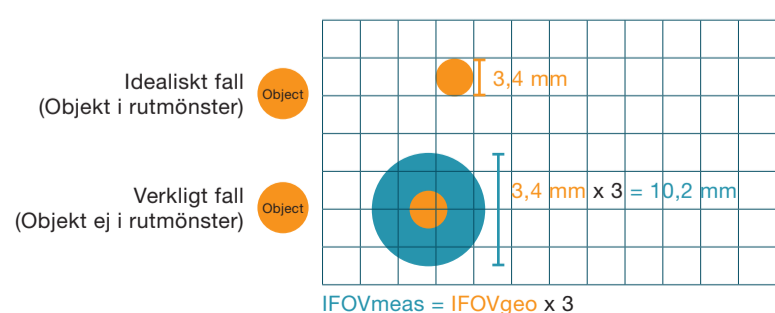 Idealiskt fall
(Objekt i rutmönster)
Object
3,4 mm
Verkligt fall
(Objekt ej i rutmönster)
Object
3,4 mm x 3 = 10,2 mm
IFOVmeas = IFOVgeo x 3